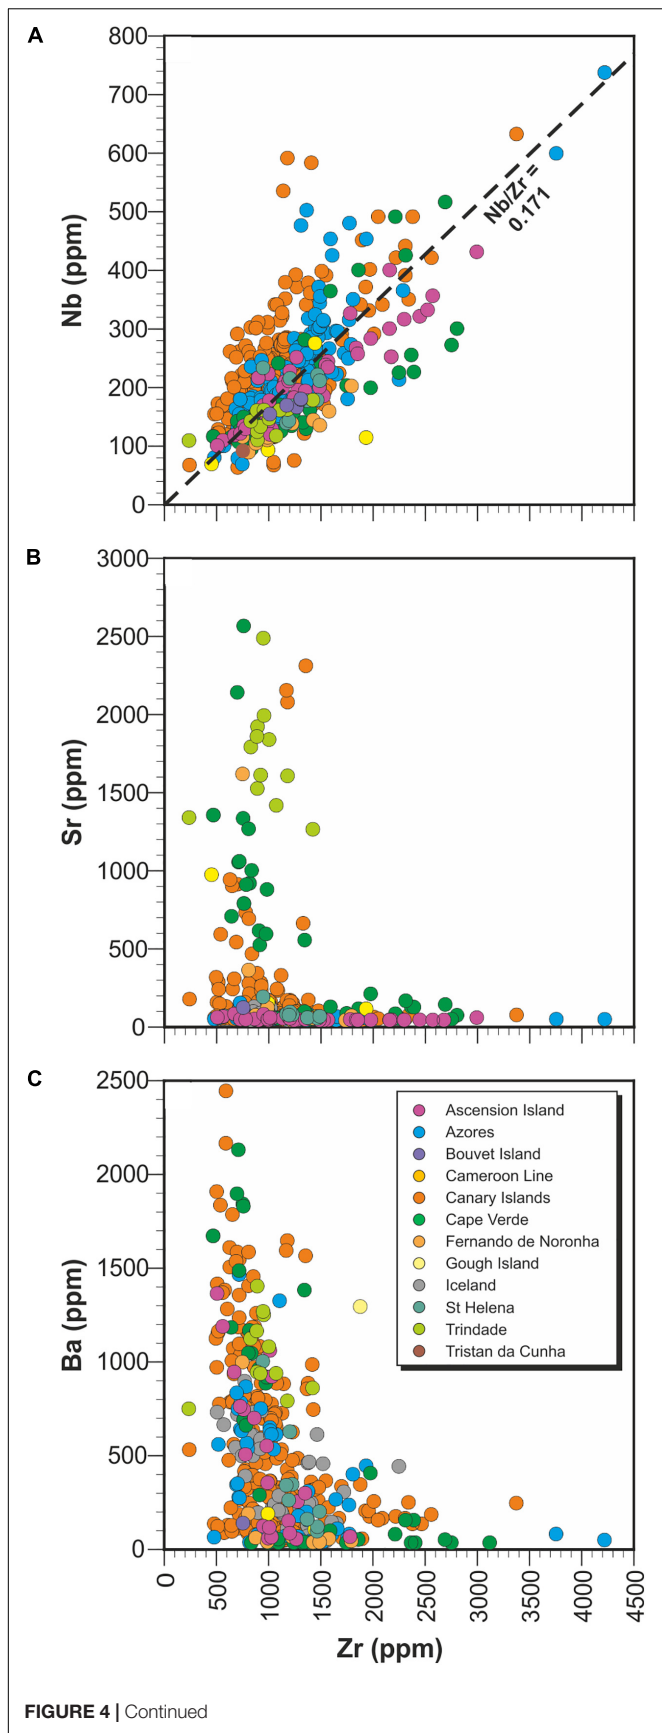 A
800
700
600
500
400
300
200
100
0
Nb (ppm)
Nb/Zr =
0.171
B
3000
2500
2000
1500
1000
500
0
Sr (ppm)
C
2500
2000
1500
1000
500
0
Ba (ppm)
Ascension Island
Azores
Bouvet Island
Cameroon Line
Canary Islands
Cape Verde
Fernando de Noronha
Gough Island
Iceland
St Helena
Trindade
Tristan da Cunha
0
500
1000
1500
2000
2500
3000
3500
4000
4500
Zr (ppm)
FIGURE 4 | Continued